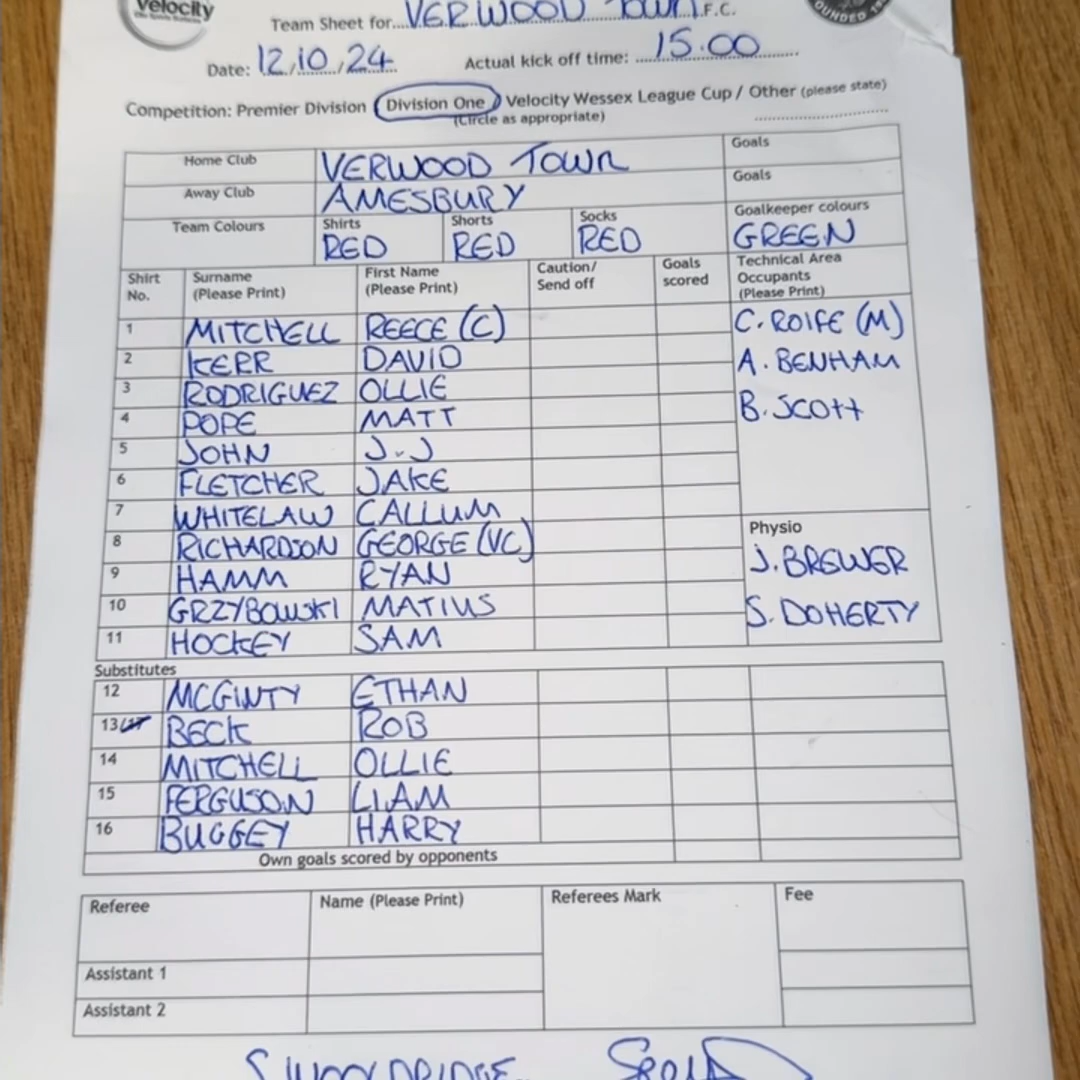 Velocity
Team Sheet for....VERWOOD TOWN.F.C.
Date: 12/10/24 Actual kick off time: 15.00
Competition: Premier Division / Division One / Velocity Wessex League Cup / Other (please state)
(Circle as appropriate)
Home Club VERWOOD TOWN Goals
Away Club AMESBURY Goals
Team Colours Shirts RED Shorts RED Socks RED Goalkeeper colours GREEN
Shirt No. Surname (Please Print) First Name (Please Print) Caution/ Send off Goals scored Technical Area Occupants (Please Print)
1 MITCHELL REECE (C) C. ROIFE (M)
2 KERR DAVID A. BENHAM
3 RODRIGUEZ OLLIE B. SCOTT
4 POPE MATT
5 JOHN J.J
6 FLETCHER JAKE
7 WHITELAW CALLUM Physio
8 RICHARDSON GEORGE (VC) J. BREWER
9 HAMM RYAN
10 GRZYBOWSKI MATIUS S. DOHERTY
11 HOCKEY SAM
Substitutes
12 MCGINTY ETHAN
13 BECK ROB
14 MITCHELL OLLIE
15 FERGUSON LIAM
16 BUGGEY HARRY
Own goals scored by opponents
Referee Name (Please Print) Referees Mark Fee
Assistant 1
Assistant 2